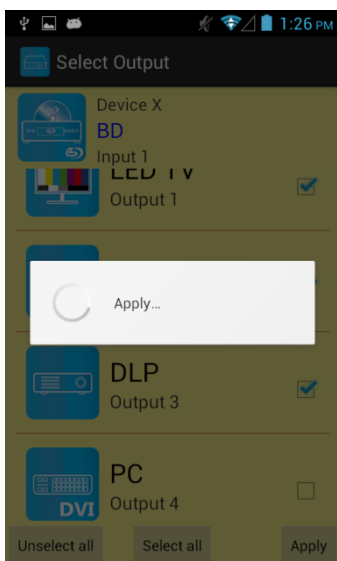 1:26 PM
Select Output
Device X
BD
Input 1
LED TV
Output 1
Apply...
DLP
Output 3
PC
DVI
Output 4
Unselect all
Select all
Apply